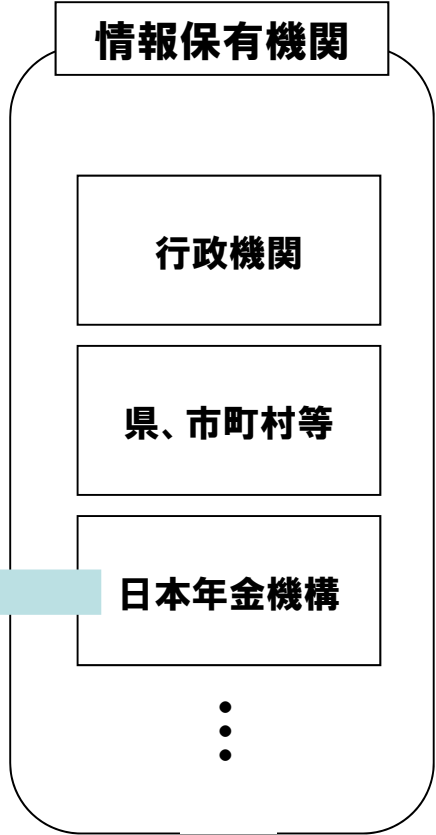 情報保有機関
行政機関
県、市町村等
日本年金機構